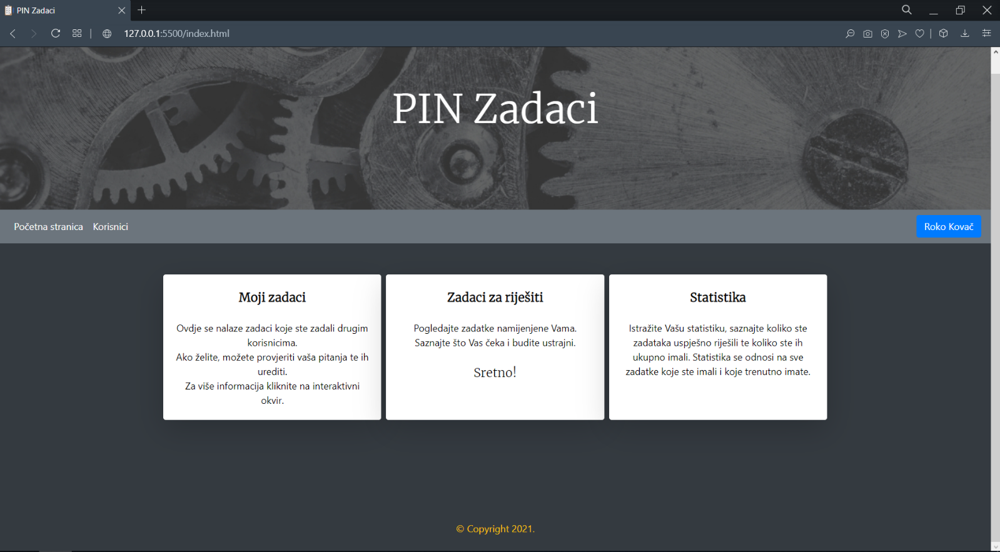 PIN Zadaci
127.0.0.1:5500/index.html
PIN Zadaci
Početna stranica Korisnici Roko Kovač
Moji zadaci
Ovdje se nalaze zadaci koje ste zadali drugim
korisnicima.
Ako želite, možete provjeriti vaša pitanja te ih
urediti.
Za više informacija kliknite na interaktivni
okvir.
Zadaci za riješiti
Pogledajte zadatke namijenjene Vama.
Saznajte što Vas čeka i budite ustrajni.
Sretno!
Statistika
Istražite Vašu statistiku, saznajte koliko ste
zadataka uspješno riješili te koliko ste ih
ukupno imali. Statistika se odnosi na sve
zadatke koje ste imali i koje trenutno imate.
© Copyright 2021.